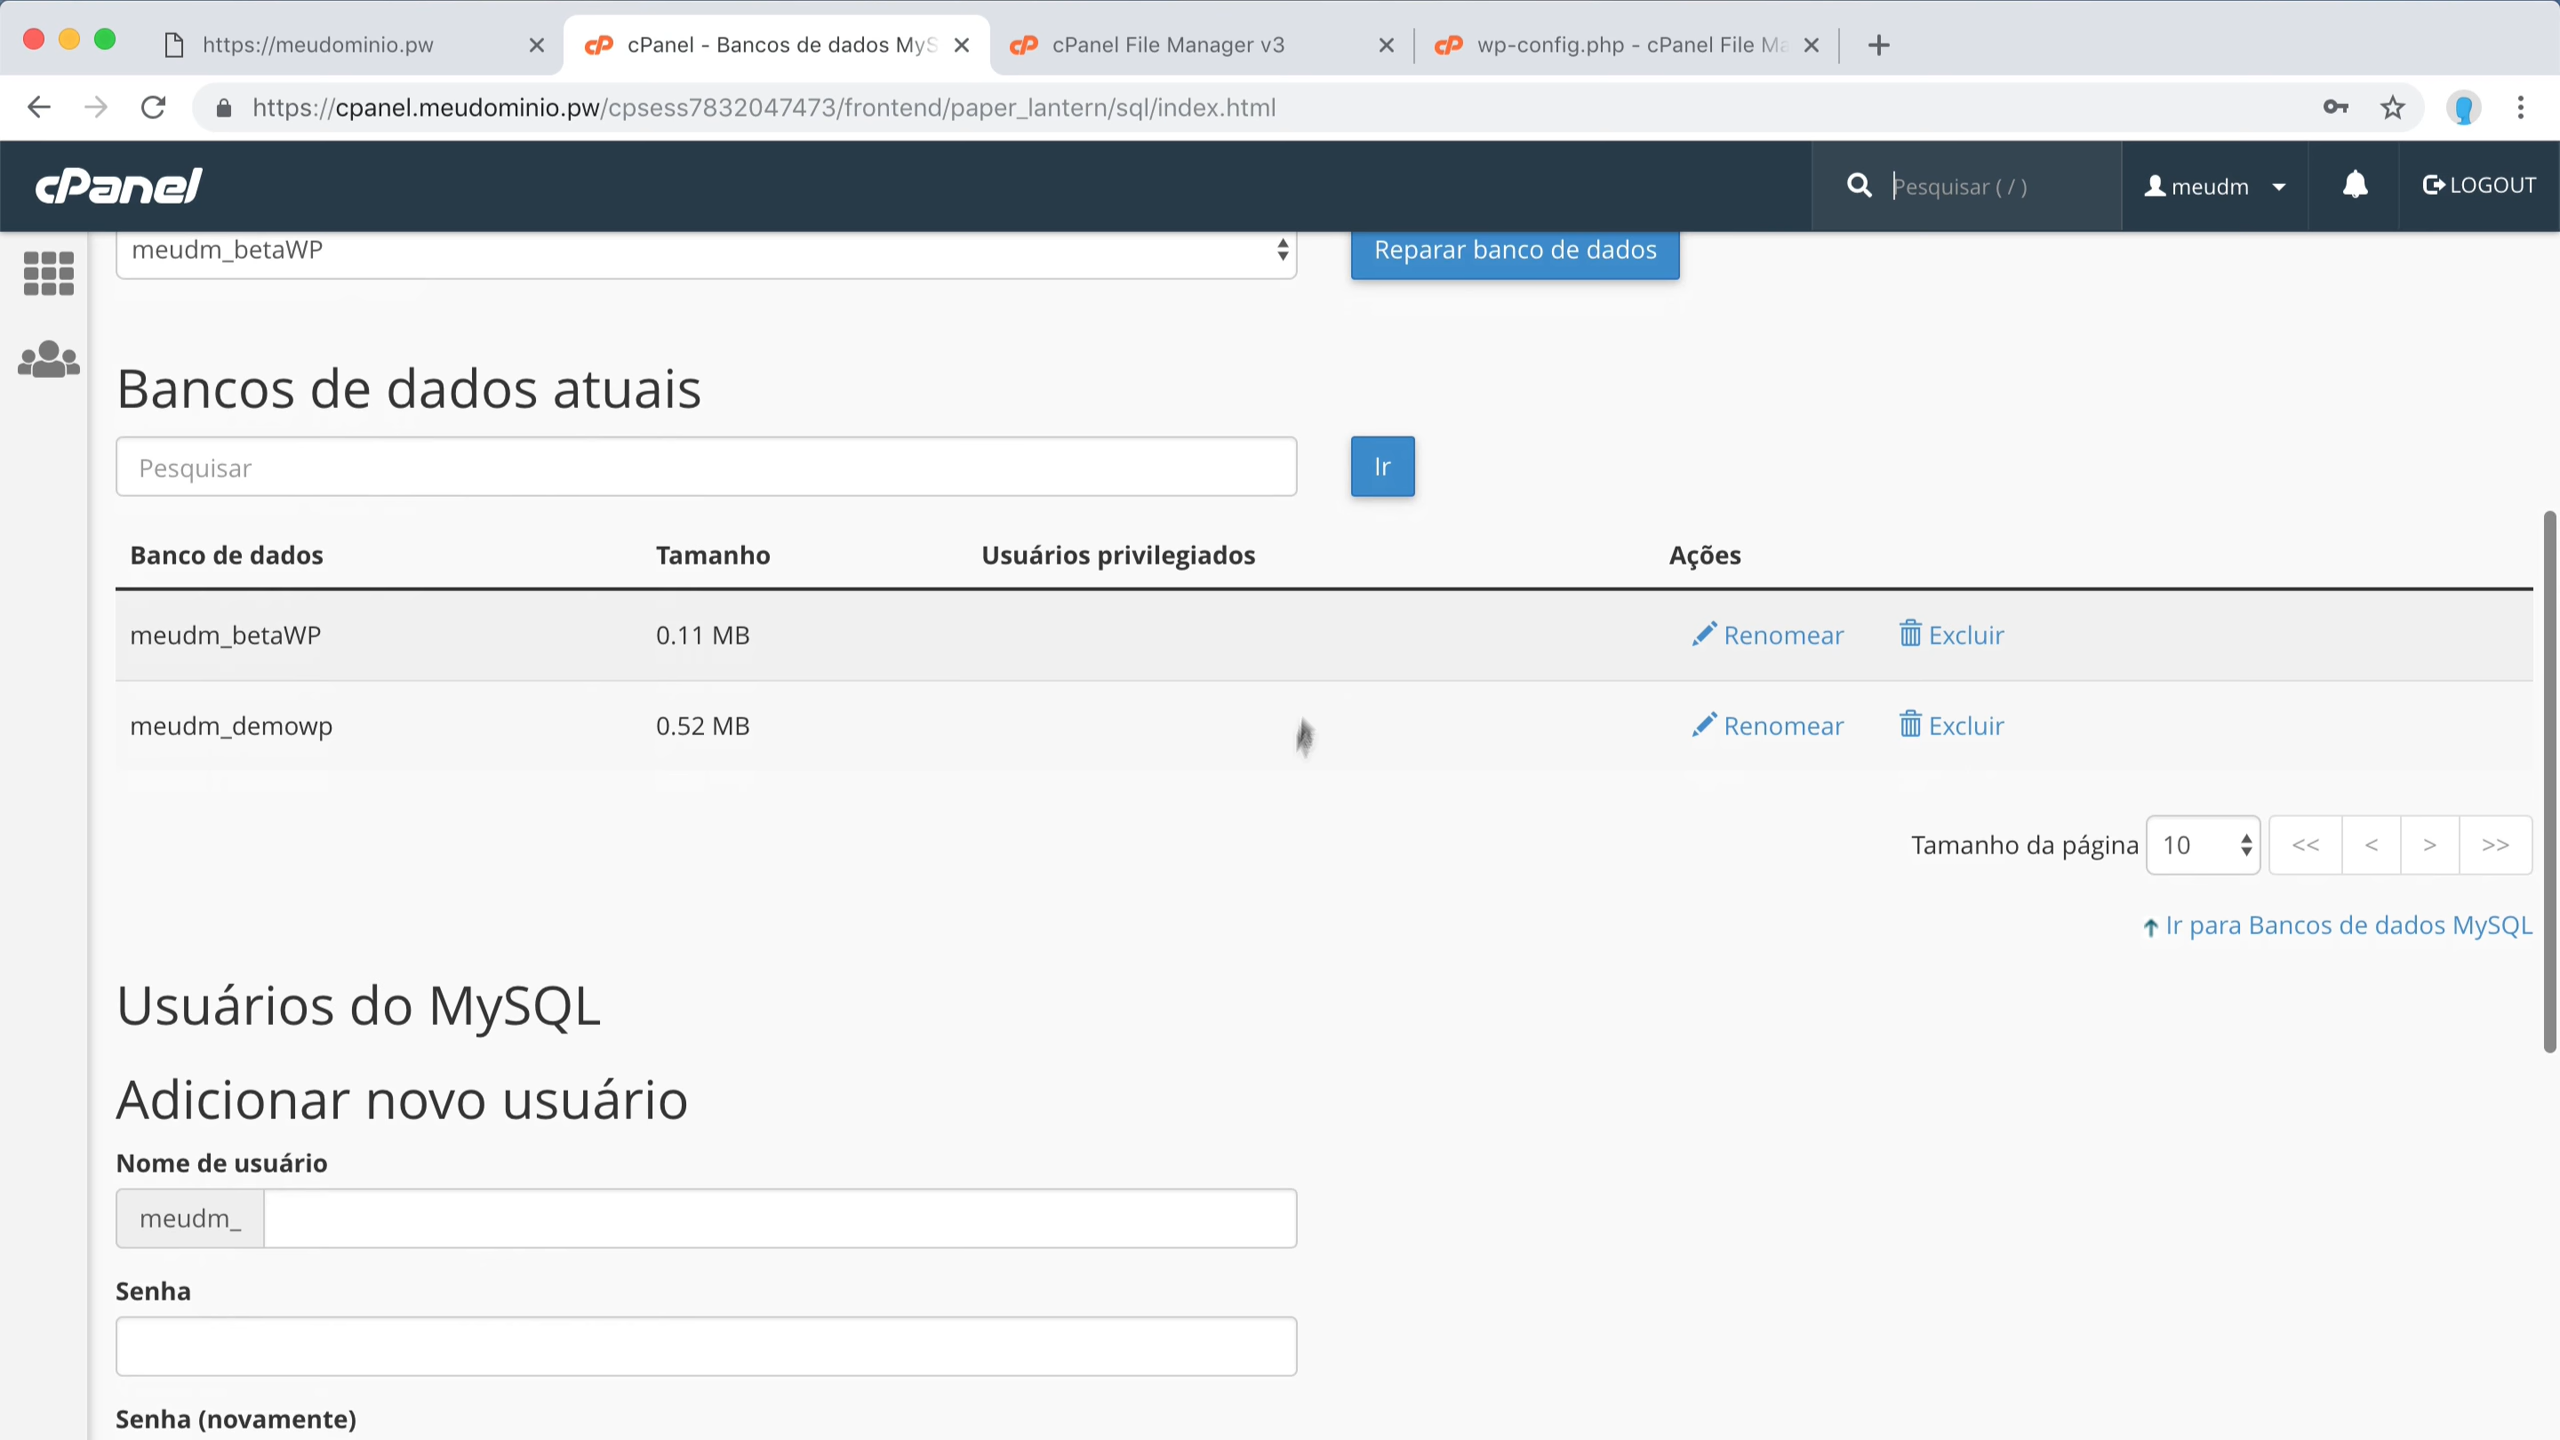 https://meudominio.pw
cPanel - Bancos de dados MyS
cPanel File Manager v3
wp-config.php - cPanel File Ma
https://cpanel.meudominio.pw/cpsess7832047473/frontend/paper_lantern/sql/index.html
cPanel
Pesquisar ( / )
meudm
LOGOUT
meudm_betaWP
Reparar banco de dados
Bancos de dados atuais
Pesquisar
Ir
Banco de dados Tamanho Usuários privilegiados Ações
meudm_betaWP 0.11 MB Renomear Excluir
meudm_demowp 0.52 MB Renomear Excluir
Tamanho da página 10 << < > >>
Ir para Bancos de dados MySQL
Usuários do MySQL
Adicionar novo usuário
Nome de usuário
meudm_
Senha
Senha (novamente)